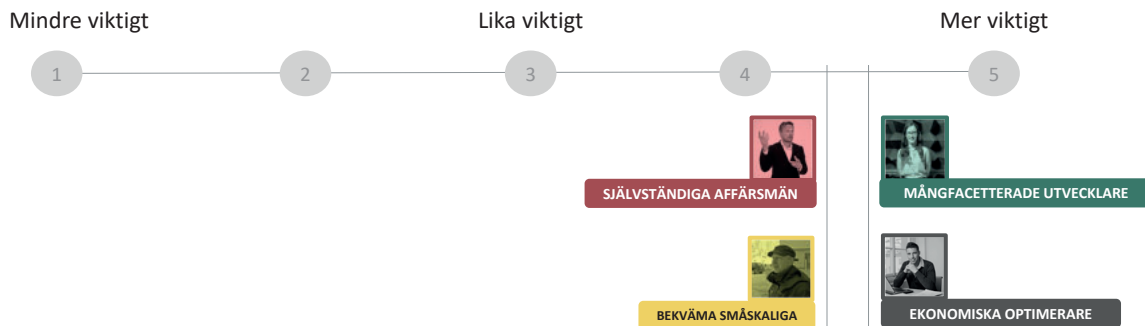 Mindre viktigt Lika viktigt Mer viktigt
1 2 3 4 5
SJÄLVSTÄNDIGA AFFÄRSMÄN MÅNGFACETTERADE UTVECKLARE
BEKVÄMA SMÅSKALIGA EKONOMISKA OPTIMERARE